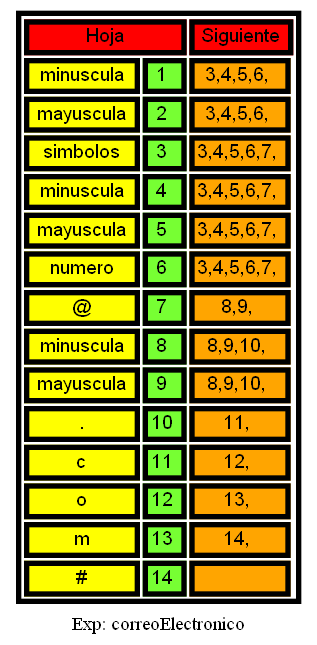 Hoja Siguiente
minuscula 1 3,4,5,6,
mayuscula 2 3,4,5,6,
simbolos 3 3,4,5,6,7,
minuscula 4 3,4,5,6,7,
mayuscula 5 3,4,5,6,7,
numero 6 3,4,5,6,7,
@ 7 8,9,
minuscula 8 8,9,10,
mayuscula 9 8,9,10,
. 10 11,
c 11 12,
o 12 13,
m 13 14,
# 14
Exp: correoElectronico